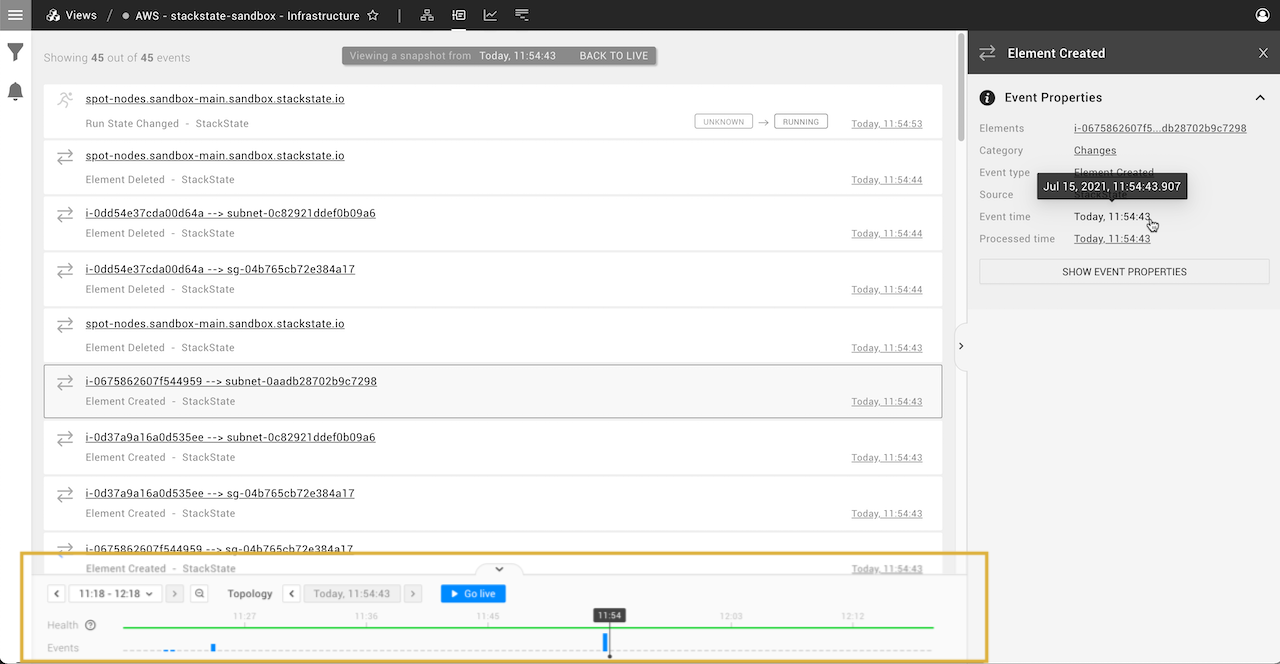 Views / AWS - stackstate-sandbox - Infrastructure
Showing 45 out of 45 events
Viewing a snapshot from Today, 11:54:43 BACK TO LIVE
spot-nodes.sandbox-main.sandbox.stackstate.io
Run State Changed - StackState UNKNOWN → RUNNING Today, 11:54:53
spot-nodes.sandbox-main.sandbox.stackstate.io
Element Deleted - StackState Today, 11:54:44
i-0dd54e37cda00d64a --> subnet-0c82921ddef0b09a6
Element Deleted - StackState Today, 11:54:44
i-0dd54e37cda00d64a --> sg-04b765cb72e384a17
Element Deleted - StackState Today, 11:54:44
spot-nodes.sandbox-main.sandbox.stackstate.io
Element Deleted - StackState Today, 11:54:43
i-0675862607f544959 --> subnet-0aadb28702b9c7298
Element Created - StackState Today, 11:54:43
i-0d37a9a16a0d535ee --> subnet-0c82921ddef0b09a6
Element Created - StackState Today, 11:54:43
i-0d37a9a16a0d535ee --> sg-04b765cb72e384a17
Element Created - StackState Today, 11:54:43
i-0675862607f544959 --> sg-04b765cb72e384a17
Element Created - StackState Today, 11:54:43
Element Created
Event Properties
Elements i-0675862607f5...db28702b9c7298
Category Changes
Event type Element Created
Jul 15, 2021, 11:54:43.907
Source StackState
Event time Today, 11:54:43
Processed time Today, 11:54:43
SHOW EVENT PROPERTIES
11:18 - 12:18 Topology Today, 11:54:43 Go live
11:27 11:36 11:45 11:54 12:03 12:12
Health
Events